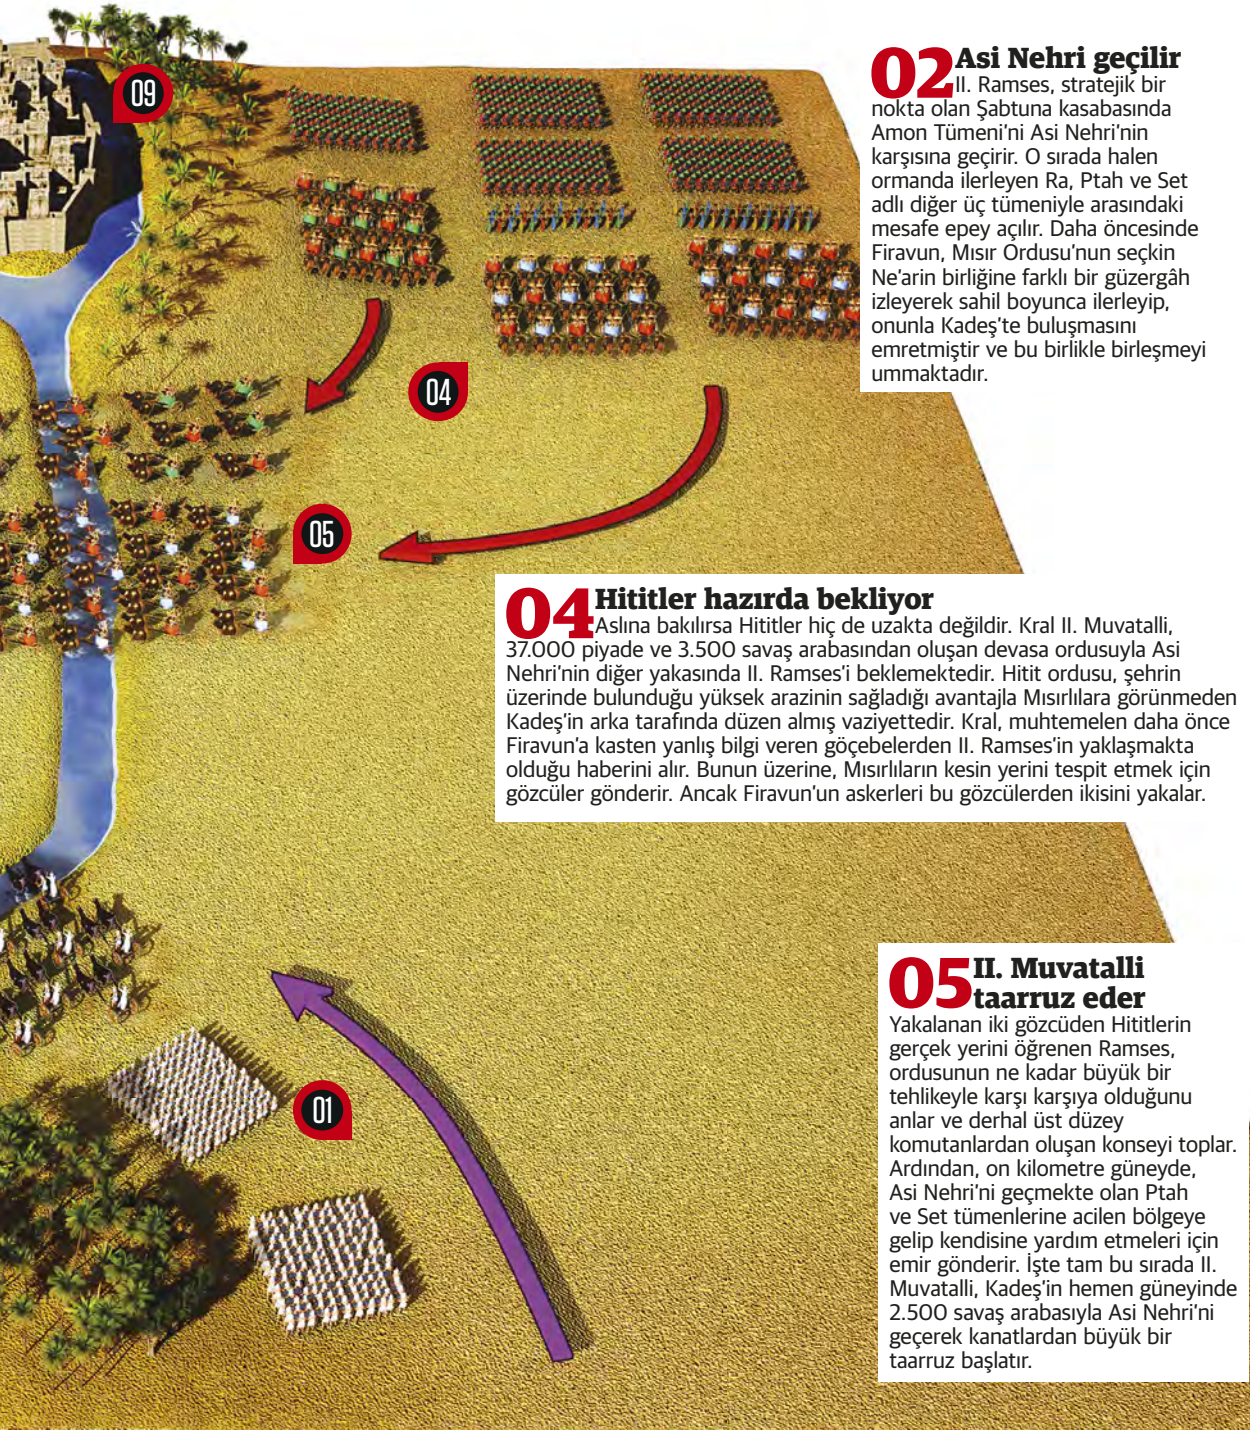 09
02 Asi Nehri geçilir
II. Ramses, stratejik bir
nokta olan Şabtuna kasabasında
Amon Tümeni'ni Asi Nehri'nin
karşısına geçirir. O sırada halen
ormanda ilerleyen Ra, Ptah ve Set
adlı diğer üç tümeniyle arasındaki
mesafe epey açılır. Daha öncesinde
Firavun, Mısır Ordusu'nun seçkin
Ne'arin birliğine farklı bir güzergâh
izleyerek sahil boyunca ilerleyip,
onunla Kadeş'te buluşmasını
emretmiştir ve bu birlikle birleşmeyi
ummaktadır.
04
05
04 Hititler hazırda bekliyor
Aslına bakılırsa Hititler hiç de uzakta değildir. Kral II. Muvatalli,
37.000 piyade ve 3.500 savaş arabasından oluşan devasa ordusuyla Asi
Nehri'nin diğer yakasında II. Ramses'i beklemektedir. Hitit ordusu, şehrin
üzerinde bulunduğu yüksek arazinin sağladığı avantajla Mısırlılara görünmeden
Kadeş'in arka tarafında düzen almış vaziyettedir. Kral, muhtemelen daha önce
Firavun'a kasten yanlış bilgi veren göçebelerden II. Ramses'in yaklaşmakta
olduğu haberini alır. Bunun üzerine, Mısırlıların kesin yerini tespit etmek için
gözcüler gönderir. Ancak Firavun'un askerleri bu gözcülerden ikisini yakalar.
01
05 II. Muvatalli
taarruz eder
Yakalanan iki gözcüden Hititlerin
gerçek yerini öğrenen Ramses,
ordusunun ne kadar büyük bir
tehlikeyle karşı karşıya olduğunu
anlar ve derhal üst düzey
komutanlardan oluşan konseyi toplar.
Ardından, on kilometre güneyde,
Asi Nehri'ni geçmekte olan Ptah
ve Set tümenlerine acilen bölgeye
gelip kendisine yardım etmeleri için
emir gönderir. İşte tam bu sırada II.
Muvatalli, Kadeş'in hemen güneyinde
2.500 savaş arabasıyla Asi Nehri'ni
geçerek kanatlardan büyük bir
taarruz başlatır.